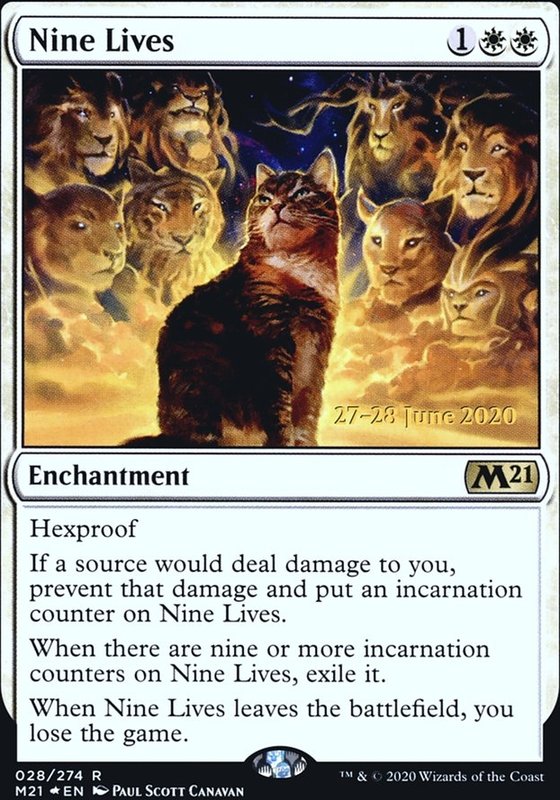 Nine Lives 1
27–28 June 2020
Enchantment M21
Hexproof
If a source would deal damage to you,
prevent that damage and put an incarnation
counter on Nine Lives.
When there are nine or more incarnation
counters on Nine Lives, exile it.
When Nine Lives leaves the battlefield, you
lose the game.
028/274 R
M21 ★ EN Paul Scott Canavan ™ & © 2020 Wizards of the Coast